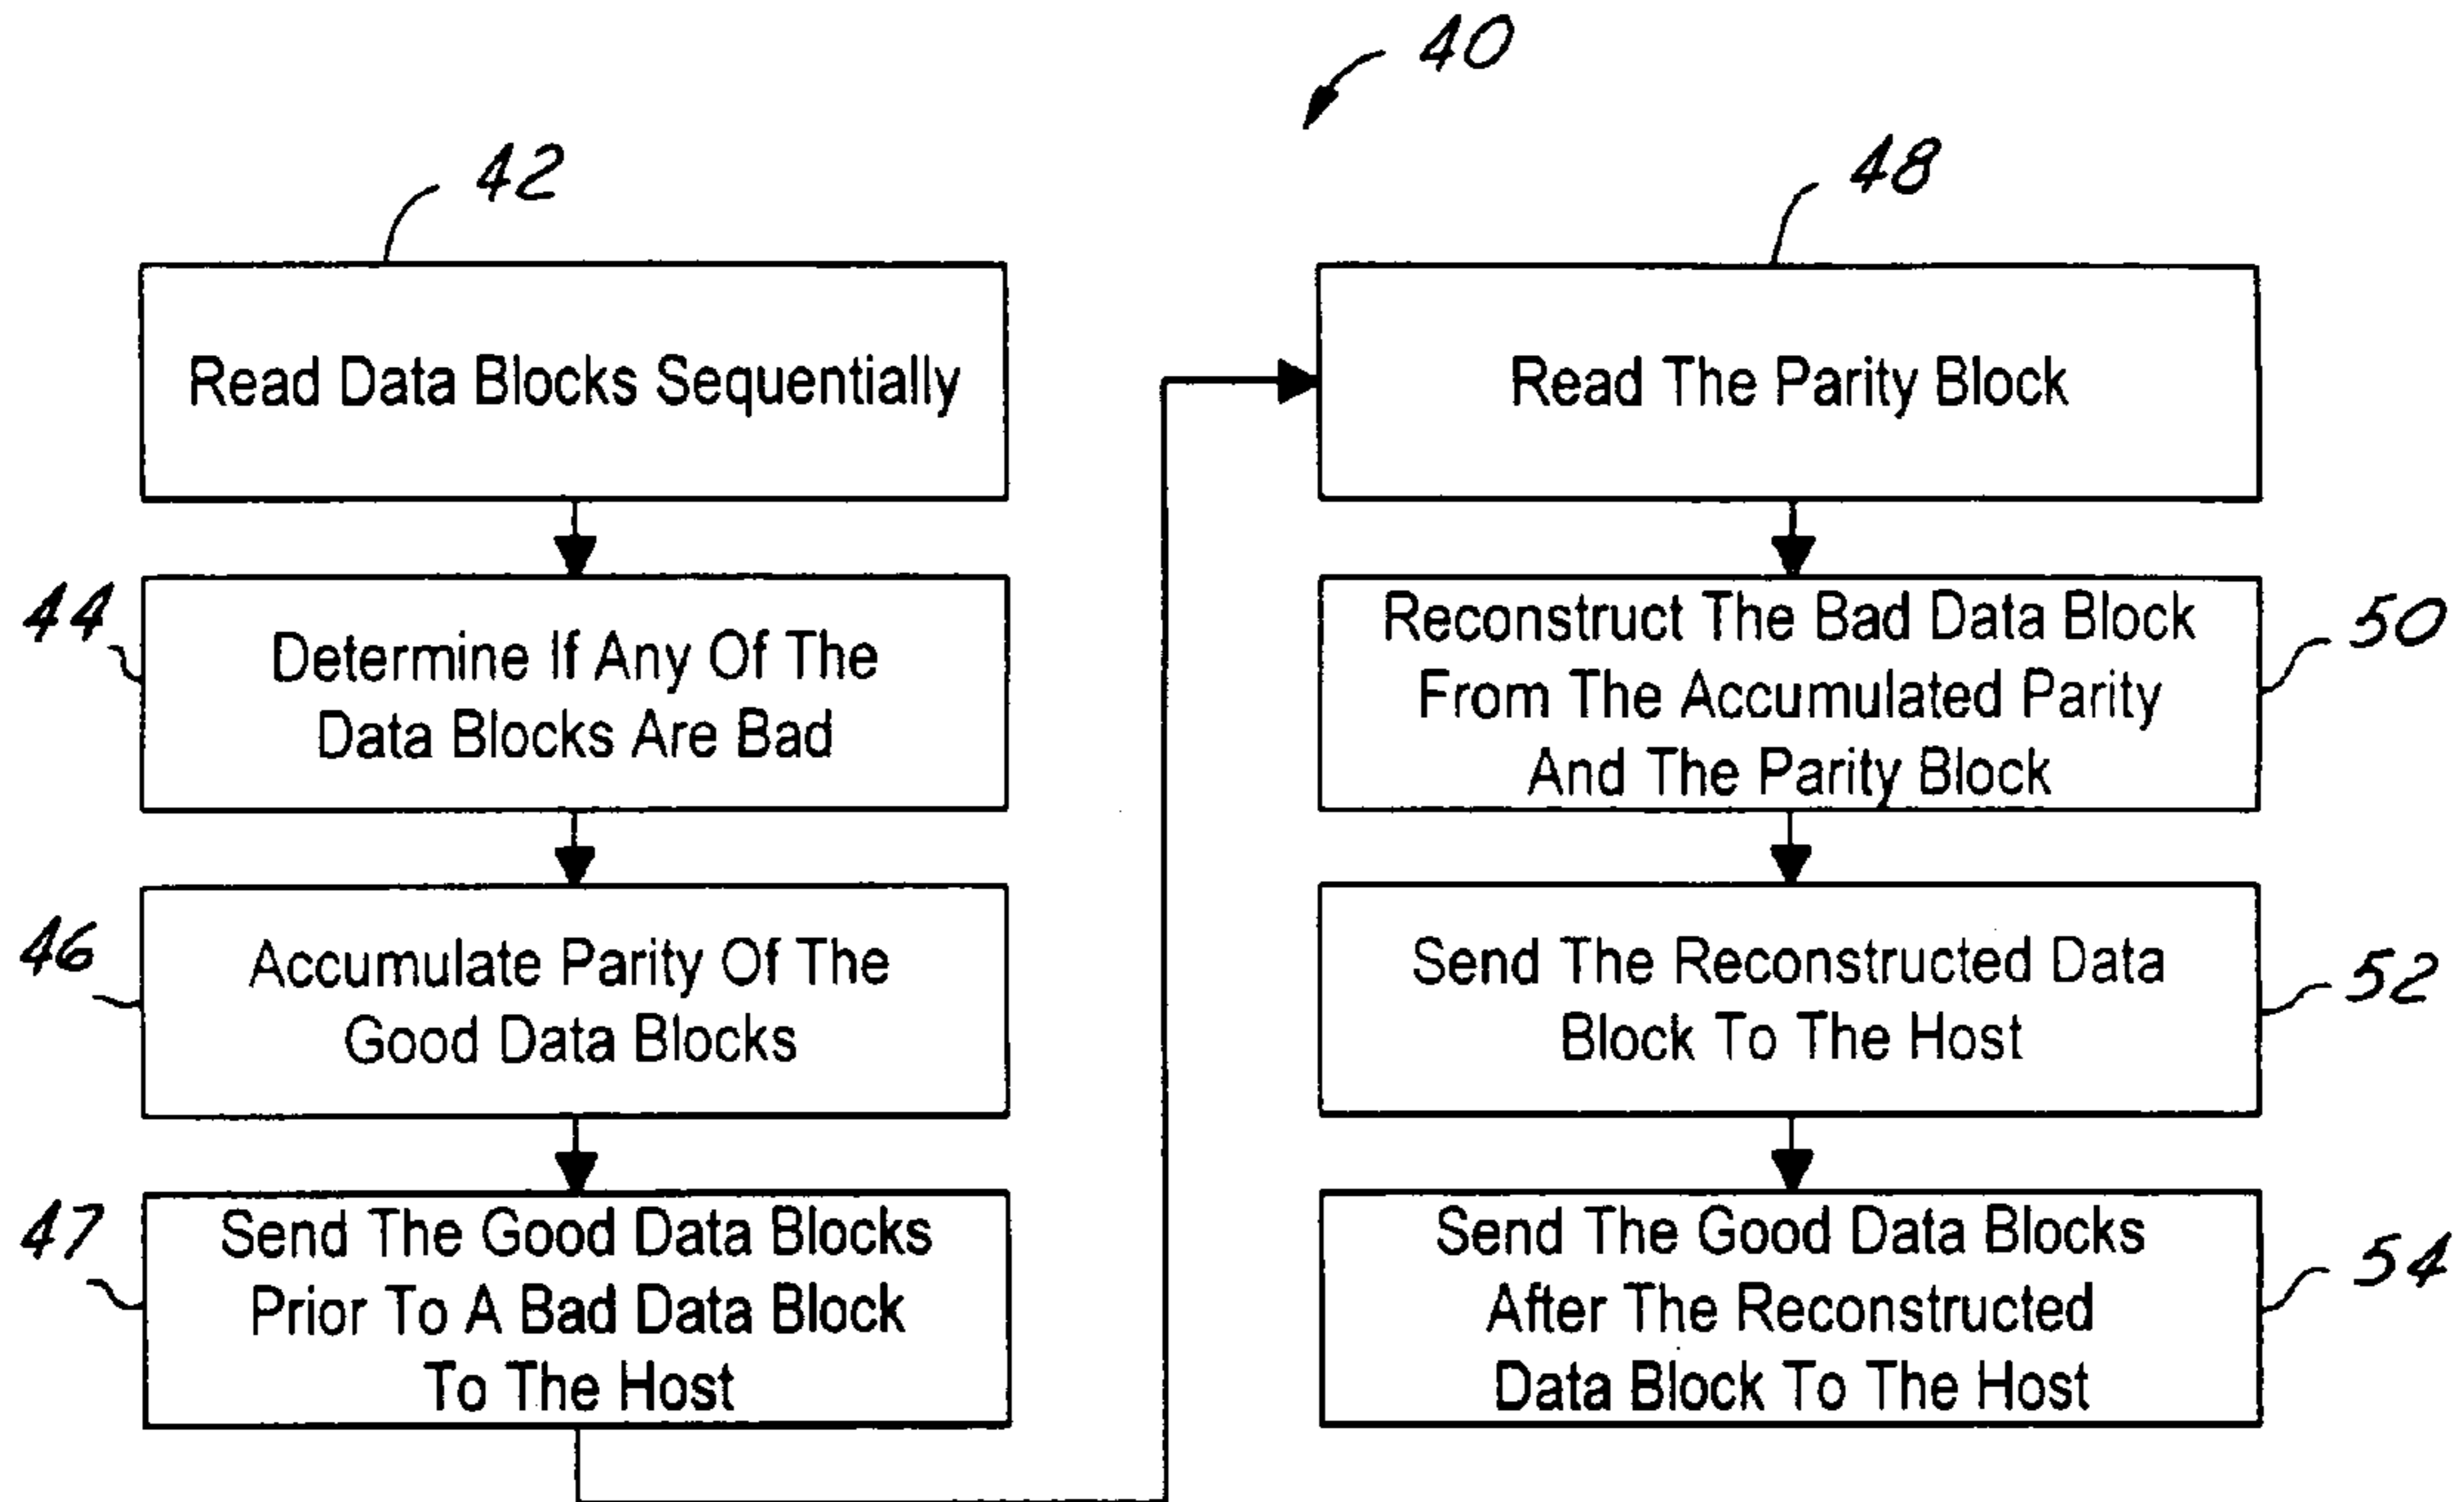 40
42
Read Data Blocks Sequentially
44
Determine If Any Of The
Data Blocks Are Bad
46
Accumulate Parity Of The
Good Data Blocks
47
Send The Good Data Blocks
Prior To A Bad Data Block
To The Host
48
Read The Parity Block
50
Reconstruct The Bad Data Block
From The Accumulated Parity
And The Parity Block
52
Send The Reconstructed Data
Block To The Host
54
Send The Good Data Blocks
After The Reconstructed
Data Block To The Host